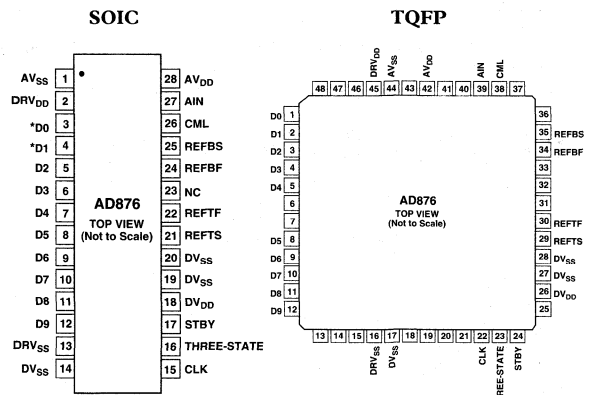 SOIC
TQFP
AVSS 1
28 AVDD
DRVDD 2
27 AIN
*D0 3
26 CML
*D1 4
25 REFBS
D2 5
24 REFBF
D3 6
23 NC
D4 7
22 REFTF
D5 8
21 REFTS
D6 9
20 DVSS
D7 10
19 DVSS
D8 11
18 DVDD
D9 12
17 STBY
DRVSS 13
16 THREE-STATE
DVSS 14
15 CLK
AD876
TOP VIEW
(Not to Scale)
DRVDD
AVSS
AVDD
AIN
CML
48 47 46 45 44 43 42 41 40 39 38 37
D0 1
D1 2
D2 3
D3 4
D4 5
6
7
D5 8
D6 9
D7 10
D8 11
D9 12
AD876
TOP VIEW
(Not to Scale)
36
35 REFBS
34 REFBF
33
32
31
30 REFTF
29 REFTS
28 DVSS
27 DVSS
26 DVDD
25
13 14 15 16 17 18 19 20 21 22 23 24
DRVSS
DVSS
CLK
REE-STATE
STBY